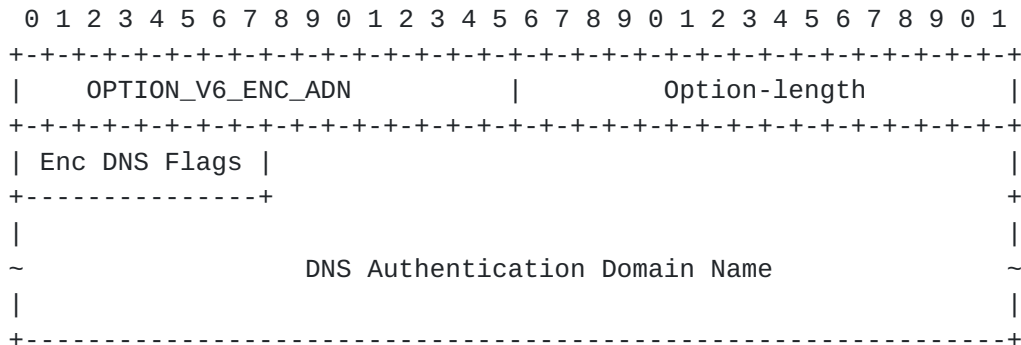 0 1 2 3 4 5 6 7 8 9 0 1 2 3 4 5 6 7 8 9 0 1 2 3 4 5 6 7 8 9 0 1
+-+-+-+-+-+-+-+-+-+-+-+-+-+-+-+-+-+-+-+-+-+-+-+-+-+-+-+-+-+-+-+-+
|    OPTION_V6_ENC_ADN          |         Option-length         |
+-+-+-+-+-+-+-+-+-+-+-+-+-+-+-+-+-+-+-+-+-+-+-+-+-+-+-+-+-+-+-+-+
| Enc DNS Flags |                                               |
+---------------+                                               +
|                                                               |
~                  DNS Authentication Domain Name               ~
|                                                               |
+---------------------------------------------------------------+